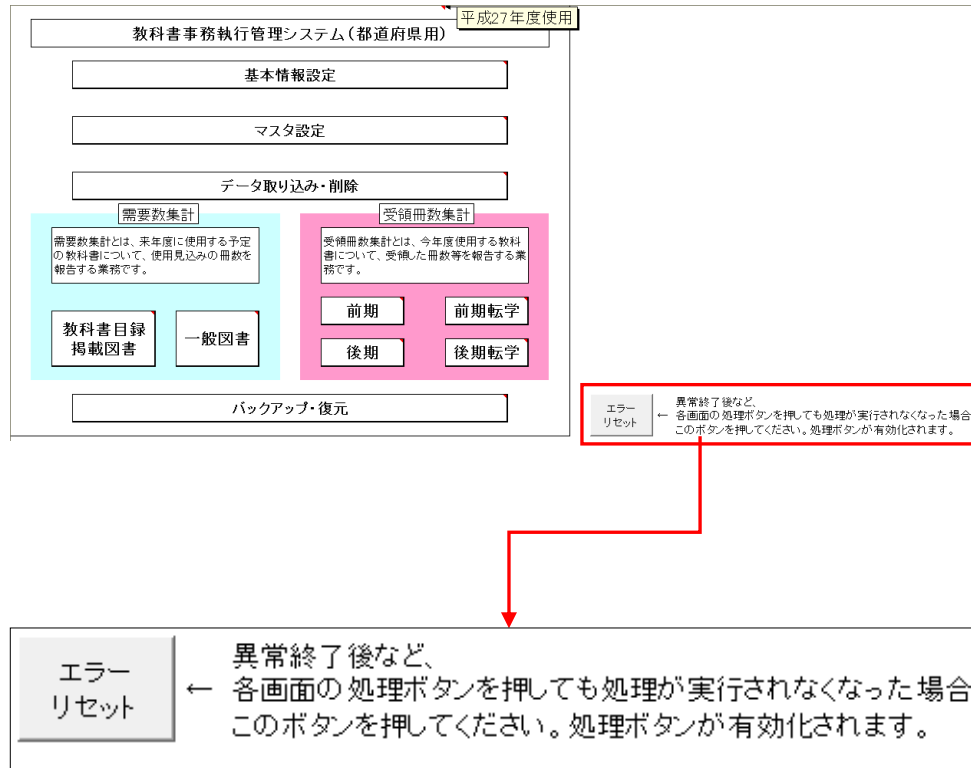 平成27年度使用
教科書事務執行管理システム(都道府県用)
基本情報設定
マスタ設定
データ取り込み・削除
需要数集計
需要数集計とは、来年度に使用する予定
の教科書について、使用見込みの冊数を
報告する業務です。
教科書目録
掲載図書
一般図書
受領冊数集計
受領冊数集計とは、今年度使用する教科
書について、受領した冊数等を報告する業
務です。
前期
前期転学
後期
後期転学
バックアップ・復元
エラー
リセット
←
異常終了後など、
各画面の処理ボタンを押しても処理が実行されなくなった場合
このボタンを押してください。処理ボタンが有効化されます。
エラー
リセット
←
異常終了後など、
各画面の処理ボタンを押しても処理が実行されなくなった場合
このボタンを押してください。処理ボタンが有効化されます。